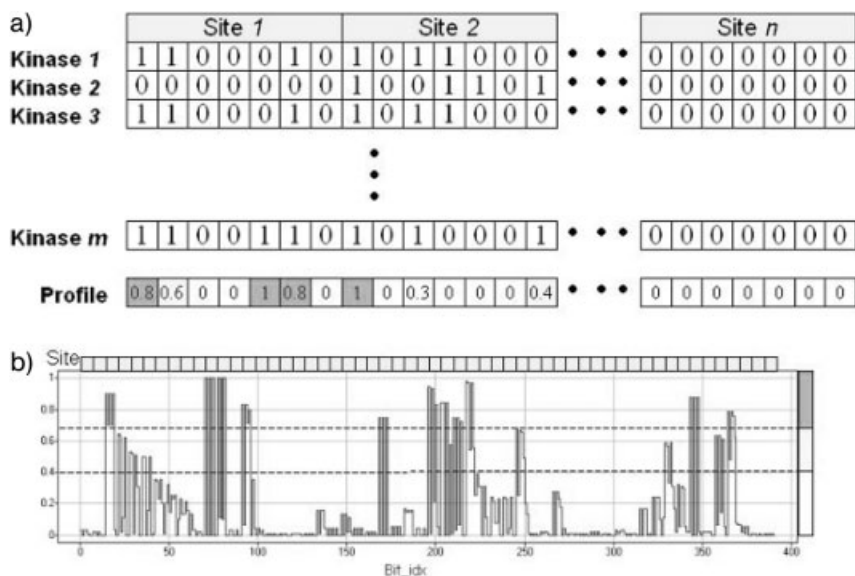 a)
Site 1 Site 2 Site n
Kinase 1 1 1 0 0 0 1 0 1 0 1 1 0 0 0 • • • 0 0 0 0 0 0 0
Kinase 2 0 0 0 0 0 0 0 1 0 0 1 1 0 1 • • • 0 0 0 0 0 0 0
Kinase 3 1 1 0 0 0 1 0 1 0 1 1 0 0 0 • • • 0 0 0 0 0 0 0
Kinase m 1 1 0 0 1 1 0 1 0 1 0 0 0 1 • • • 0 0 0 0 0 0 0
Profile 0.8 0.6 0 0 1 0.8 0 1 0 0.3 0 0 0 0.4 • • • 0 0 0 0 0 0 0
b)
Site
1
0.8
0.6
0.4
0.2
0
0 50 100 150 200 250 300 350 400
Bit_idx